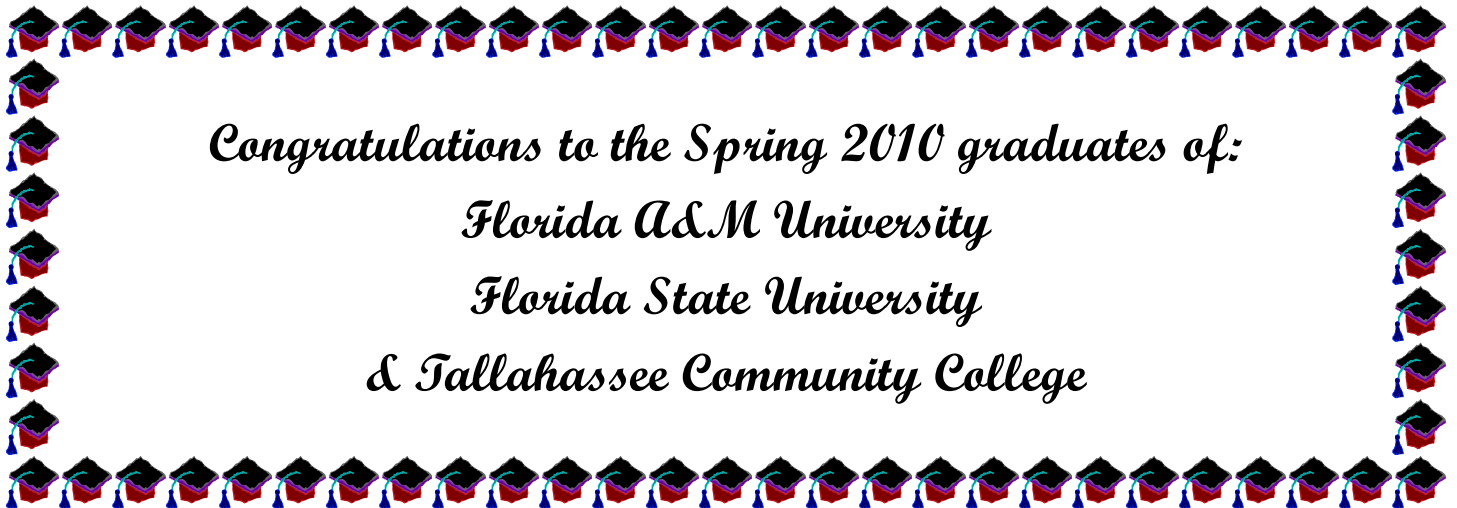 Congratulations to the Spring 2010 graduates of:
Florida A&M University
Florida State University
& Tallahassee Community College